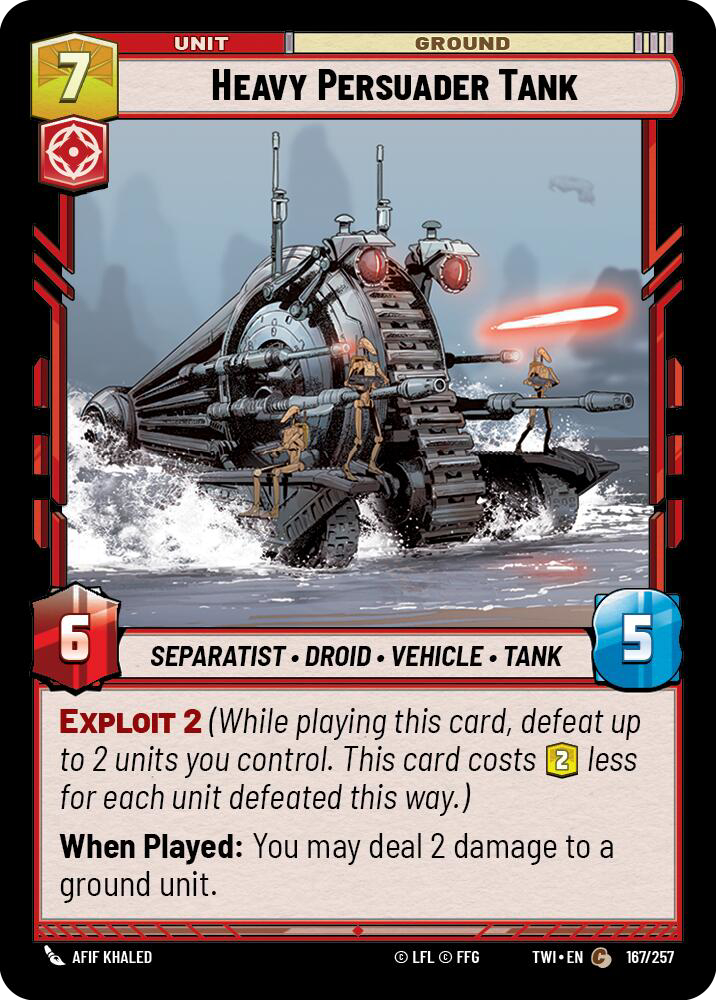 UNIT
GROUND
7
HEAVY PERSUADER TANK
6
SEPARATIST • DROID • VEHICLE • TANK
5
EXPLOIT 2 (While playing this card, defeat up
to 2 units you control. This card costs 2 less
for each unit defeated this way.)
When Played: You may deal 2 damage to a
ground unit.
AFIF KHALED
© LFL © FFG
TWI • EN C 167/257